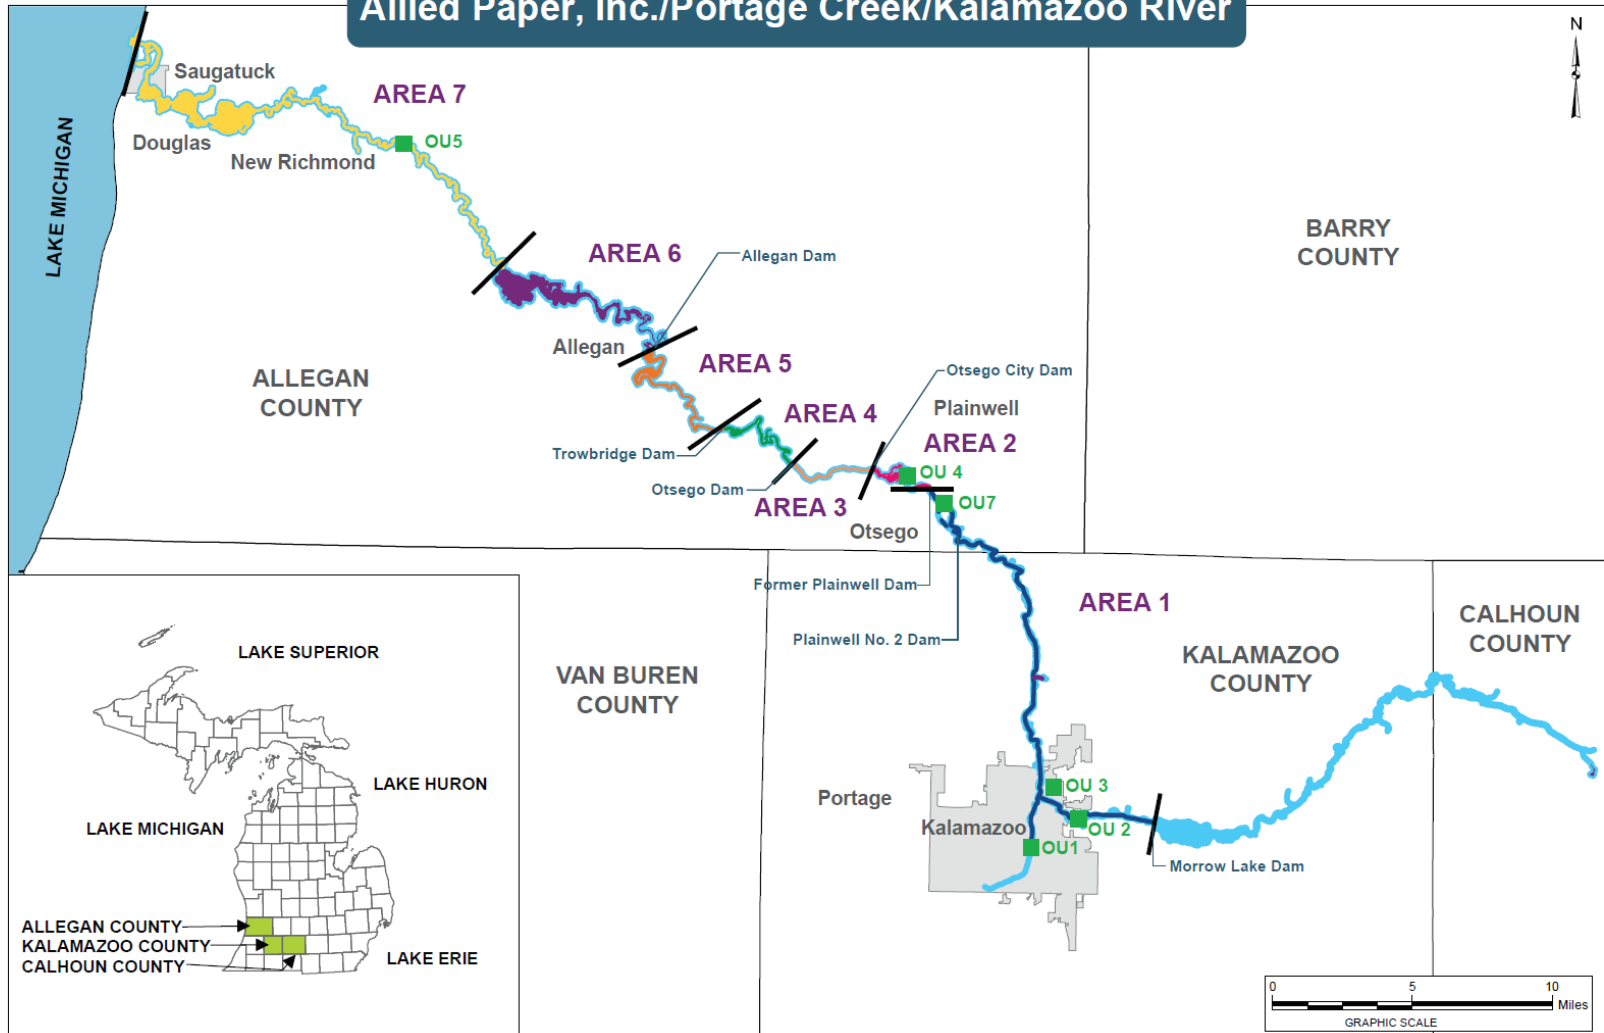 Allied Paper, Inc./Portage Creek/Kalamazoo River
N
Saugatuck
AREA 7
Douglas
OU5
New Richmond
LAKE MICHIGAN
BARRY
COUNTY
AREA 6
Allegan Dam
Allegan
AREA 5
Otsego City Dam
ALLEGAN
COUNTY
AREA 4
Plainwell
AREA 2
Trowbridge Dam
OU 4
Otsego Dam
AREA 3
OU7
Otsego
Former Plainwell Dam
AREA 1
CALHOUN
COUNTY
Plainwell No. 2 Dam
KALAMAZOO
COUNTY
VAN BUREN
COUNTY
LAKE SUPERIOR
LAKE HURON
LAKE MICHIGAN
OU 3
Portage
Kalamazoo
OU 2
OU1
Morrow Lake Dam
ALLEGAN COUNTY
KALAMAZOO COUNTY
CALHOUN COUNTY
LAKE ERIE
0 5 10
Miles
GRAPHIC SCALE